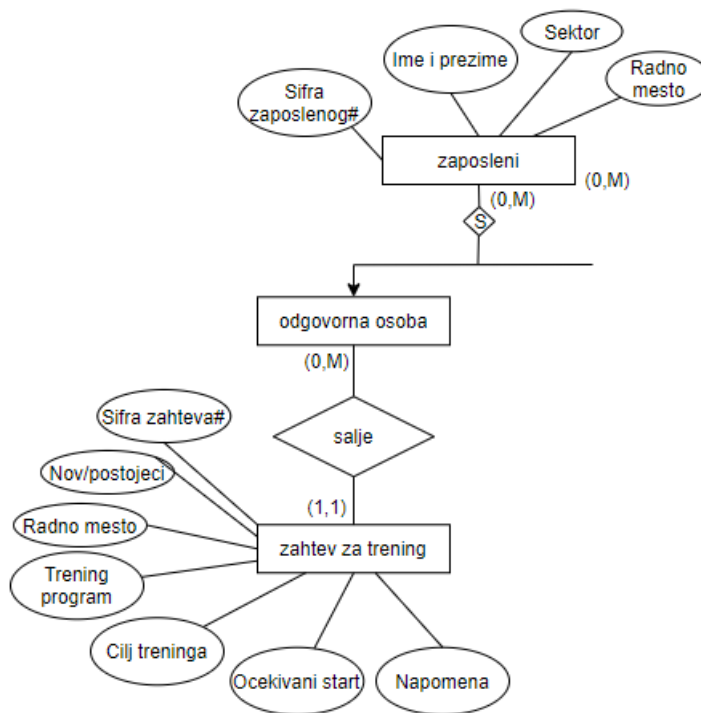 Sektor
Ime i prezime
Radno
mesto
Sifra
zaposlenog#
zaposleni
(0,M)
(0,M)
S
odgovorna osoba
(0,M)
Sifra zahteva#
salje
Nov/postojeci
(1,1)
Radno mesto
zahtev za trening
Trening
program
Cilj treninga
Ocekivani start
Napomena